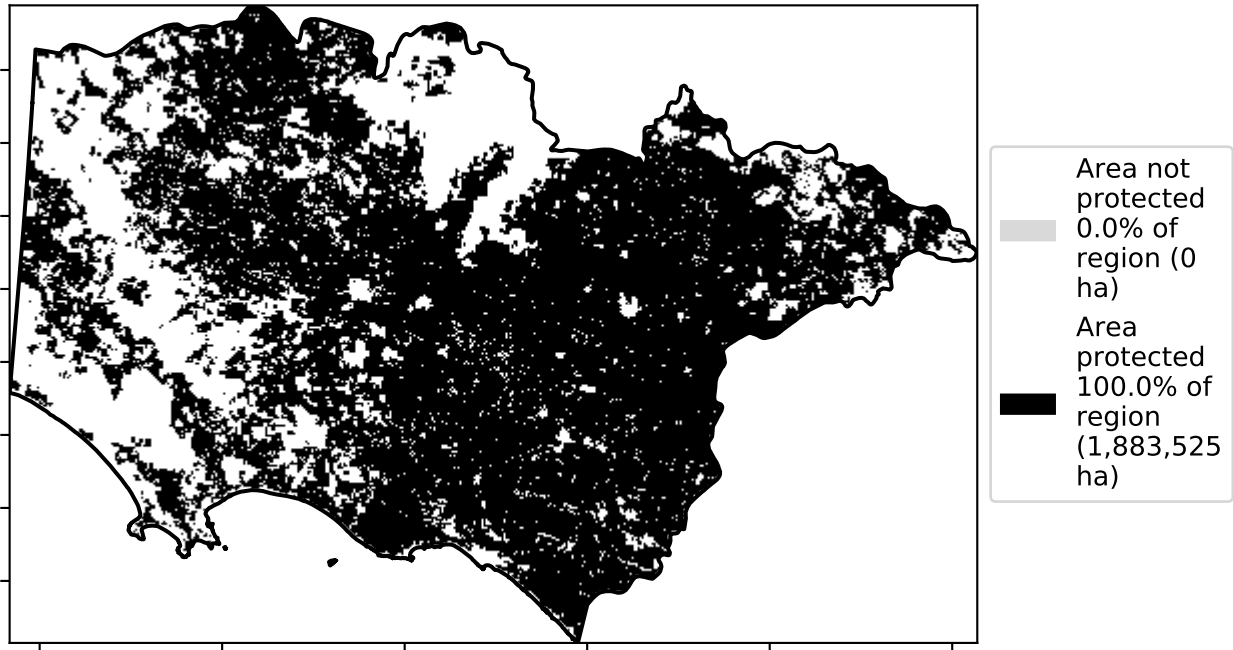 Area not
protected
0.0% of
region (0
ha)
Area
protected
100.0% of
region
(1,883,525
ha)